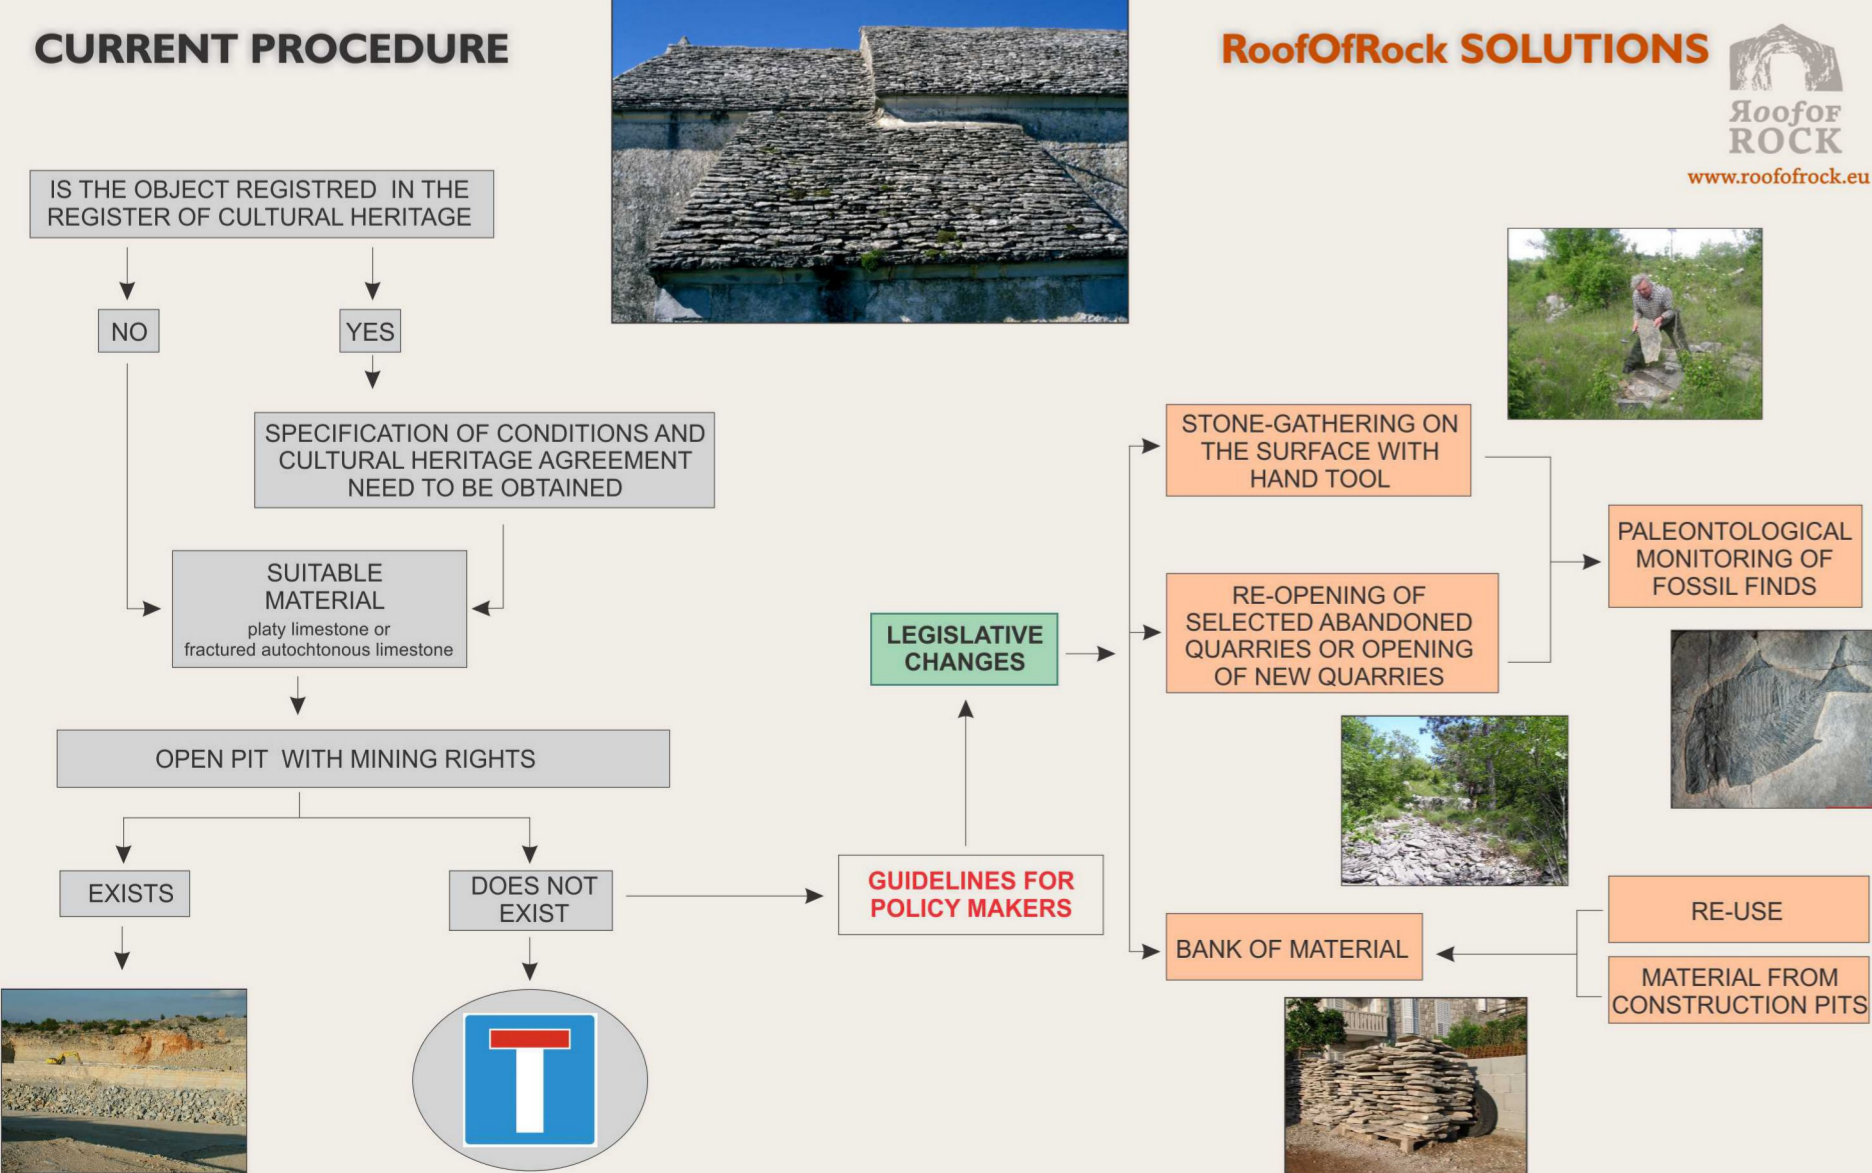 CURRENT PROCEDURE
RoofOfRock SOLUTIONS
ЯoofOF
ROCK
www.roofofrock.eu
IS THE OBJECT REGISTRED IN THE
REGISTER OF CULTURAL HERITAGE
NO
YES
SPECIFICATION OF CONDITIONS AND
CULTURAL HERITAGE AGREEMENT
NEED TO BE OBTAINED
SUITABLE
MATERIAL
platy limestone or
fractured autochtonous limestone
OPEN PIT WITH MINING RIGHTS
EXISTS
DOES NOT
EXIST
GUIDELINES FOR
POLICY MAKERS
LEGISLATIVE
CHANGES
STONE-GATHERING ON
THE SURFACE WITH
HAND TOOL
RE-OPENING OF
SELECTED ABANDONED
QUARRIES OR OPENING
OF NEW QUARRIES
PALEONTOLOGICAL
MONITORING OF
FOSSIL FINDS
BANK OF MATERIAL
RE-USE
MATERIAL FROM
CONSTRUCTION PITS